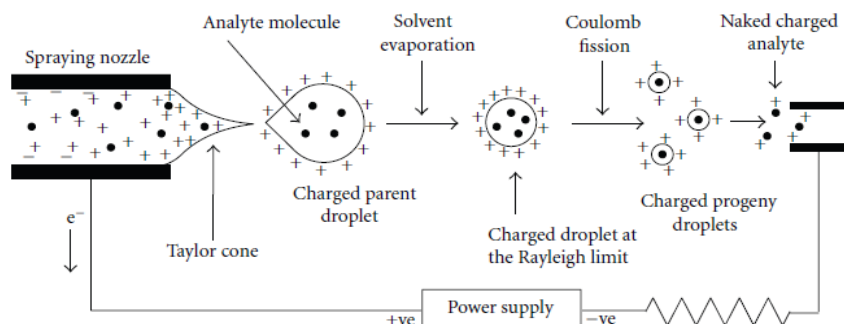 Analyte molecule
Solvent
evaporation
Coulomb
fission
Naked charged
analyte
Spraying nozzle
Charged parent
droplet
Charged progeny
droplets
e−
Taylor cone
Charged droplet at
the Rayleigh limit
+ve
Power supply
−ve